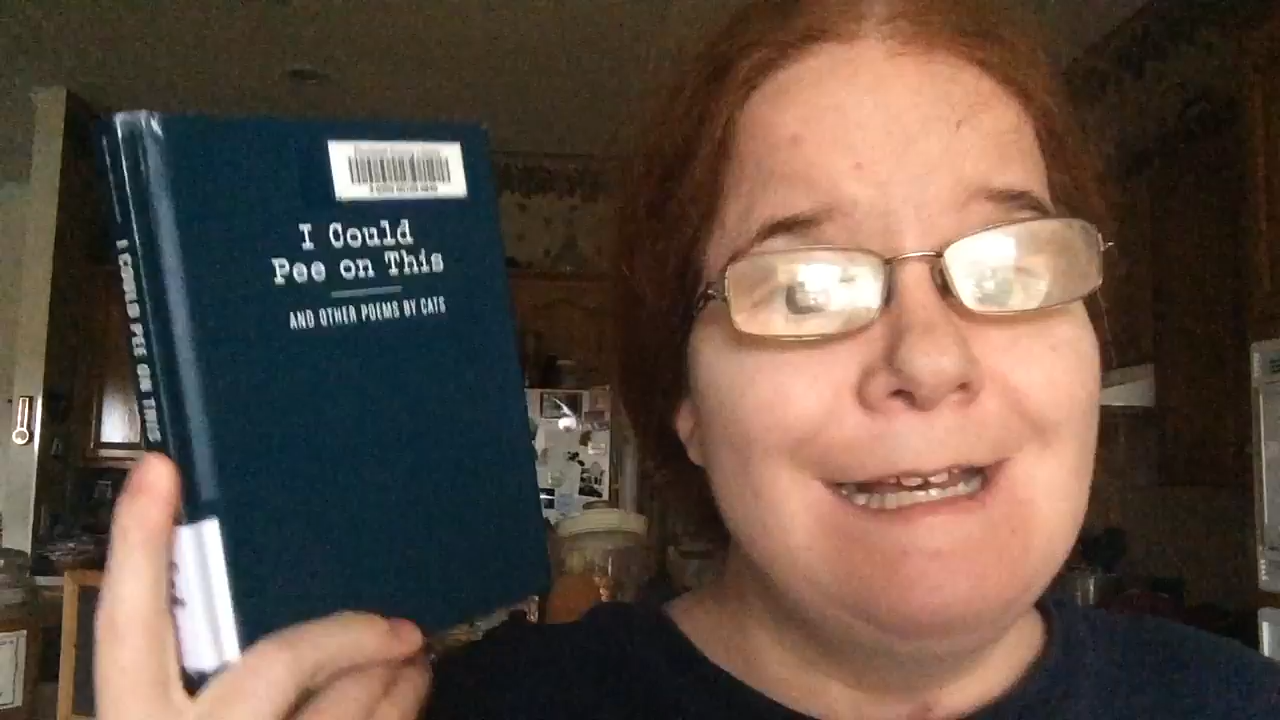 I Could
Pee on This
AND OTHER POEMS BY CATS
I COULD PEE ON THIS